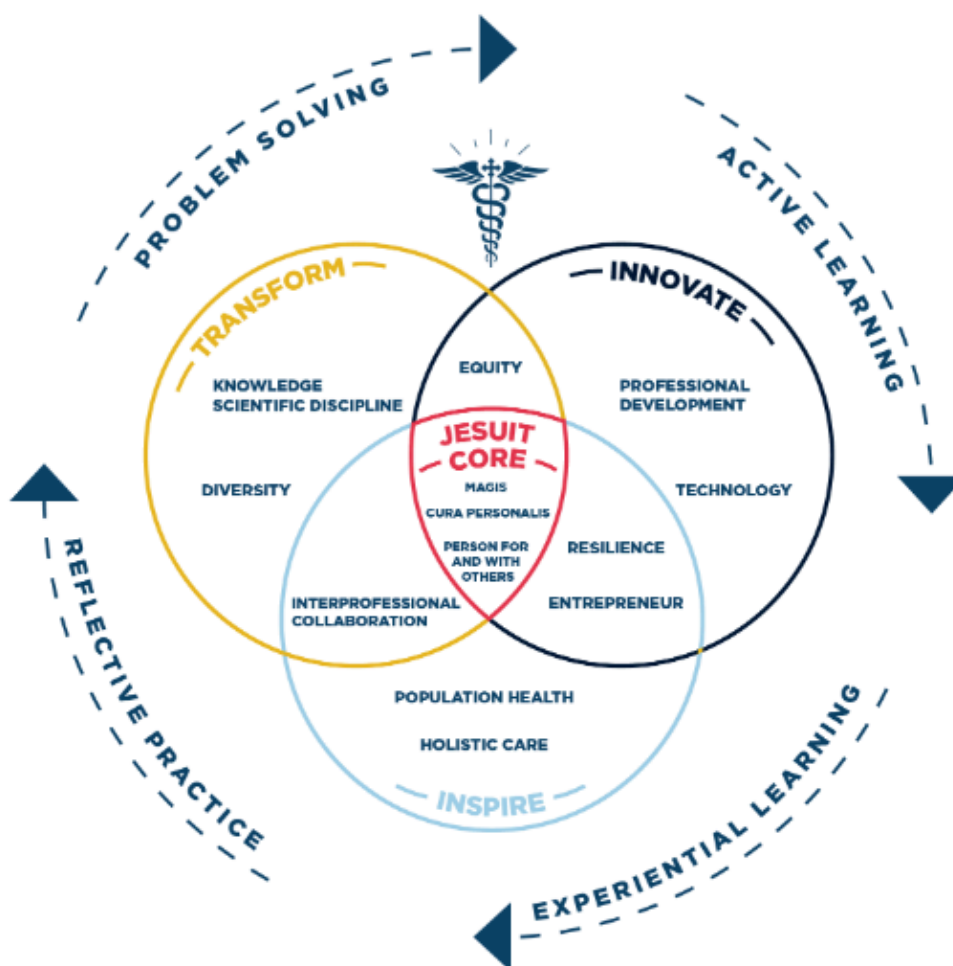 PROBLEM SOLVING
ACTIVE LEARNING
TRANSFORM
INNOVATE
EQUITY
KNOWLEDGE
SCIENTIFIC DISCIPLINE
PROFESSIONAL
DEVELOPMENT
JESUIT
CORE
MAGIS
CURA PERSONALIS
PERSON FOR
AND WITH
OTHERS
DIVERSITY
TECHNOLOGY
RESILIENCE
ENTREPRENEUR
INTERPROFESSIONAL
COLLABORATION
POPULATION HEALTH
HOLISTIC CARE
INSPIRE
REFLECTIVE PRACTICE
EXPERIENTIAL LEARNING